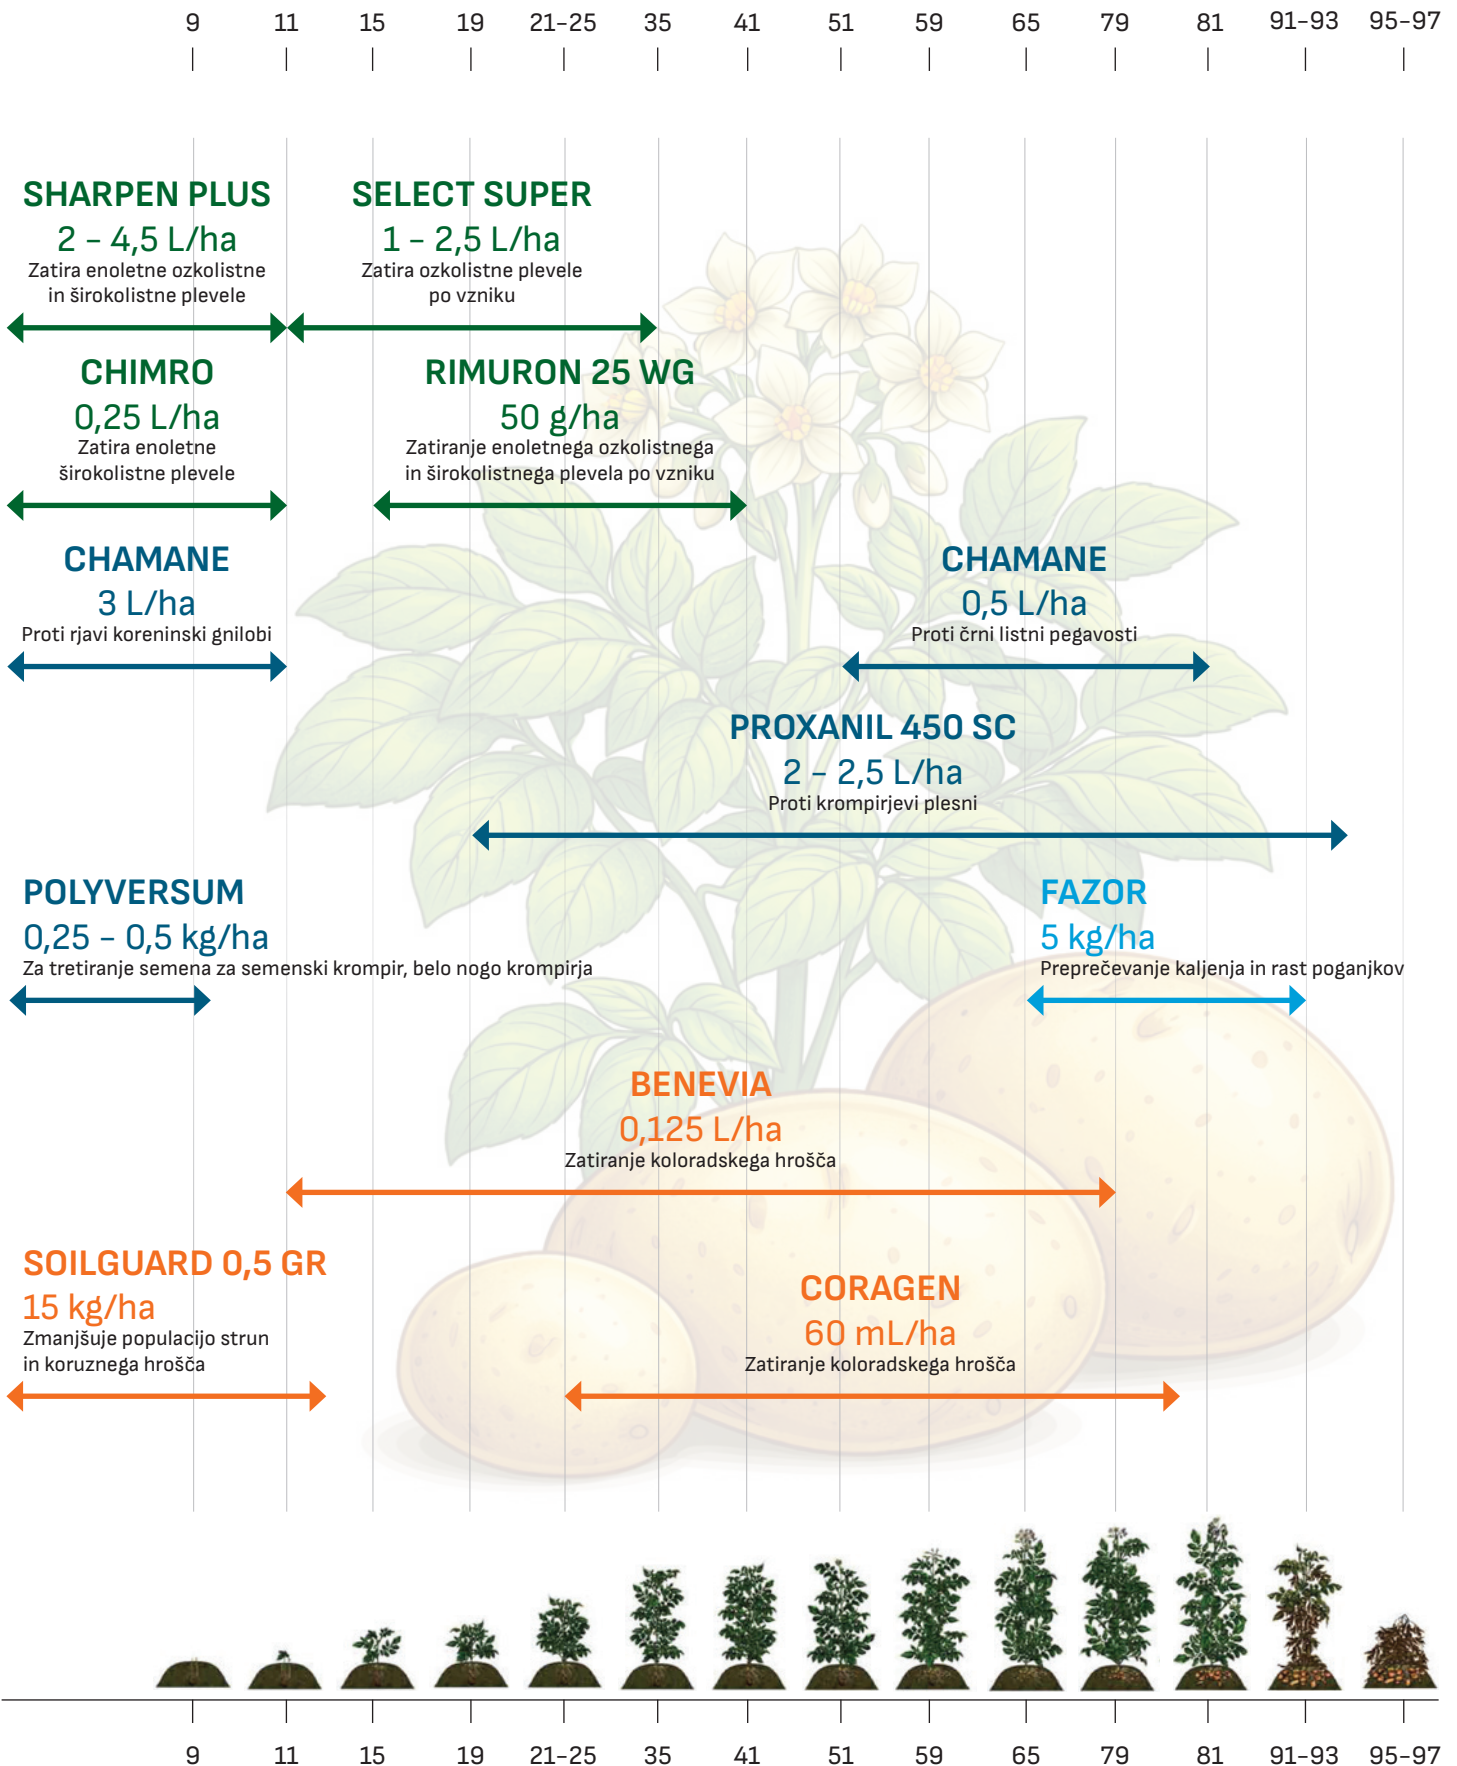 9 11 15 19 21-25 35 41 51 59 65 79 81 91-93 95-97
SHARPEN PLUS
2 - 4,5 L/ha
Zatira enoletne ozkolistne
in širokolistne plevele
SELECT SUPER
1 - 2,5 L/ha
Zatira ozkolistne plevele
po vzniku
CHIMRO
0,25 L/ha
Zatira enoletne
širokolistne plevele
RIMURON 25 WG
50 g/ha
Zatiranje enoletnega ozkolistnega
in širokolistnega plevela po vzniku
CHAMANE
3 L/ha
Proti rjavi koreninski gnilobi
CHAMANE
0,5 L/ha
Proti črni listni pegavosti
PROXANIL 450 SC
2 - 2,5 L/ha
Proti krompirjevi plesni
POLYVERSUM
0,25 - 0,5 kg/ha
Za tretiranje semena za semenski krompir, belo nogo krompirja
FAZOR
5 kg/ha
Preprečevanje kaljenja in rast poganjkov
BENEVIA
0,125 L/ha
Zatiranje koloradskega hrošča
SOILGUARD 0,5 GR
15 kg/ha
Zmanjšuje populacijo strun
in koruznega hrošča
CORAGEN
60 mL/ha
Zatiranje koloradskega hrošča
9 11 15 19 21-25 35 41 51 59 65 79 81 91-93 95-97